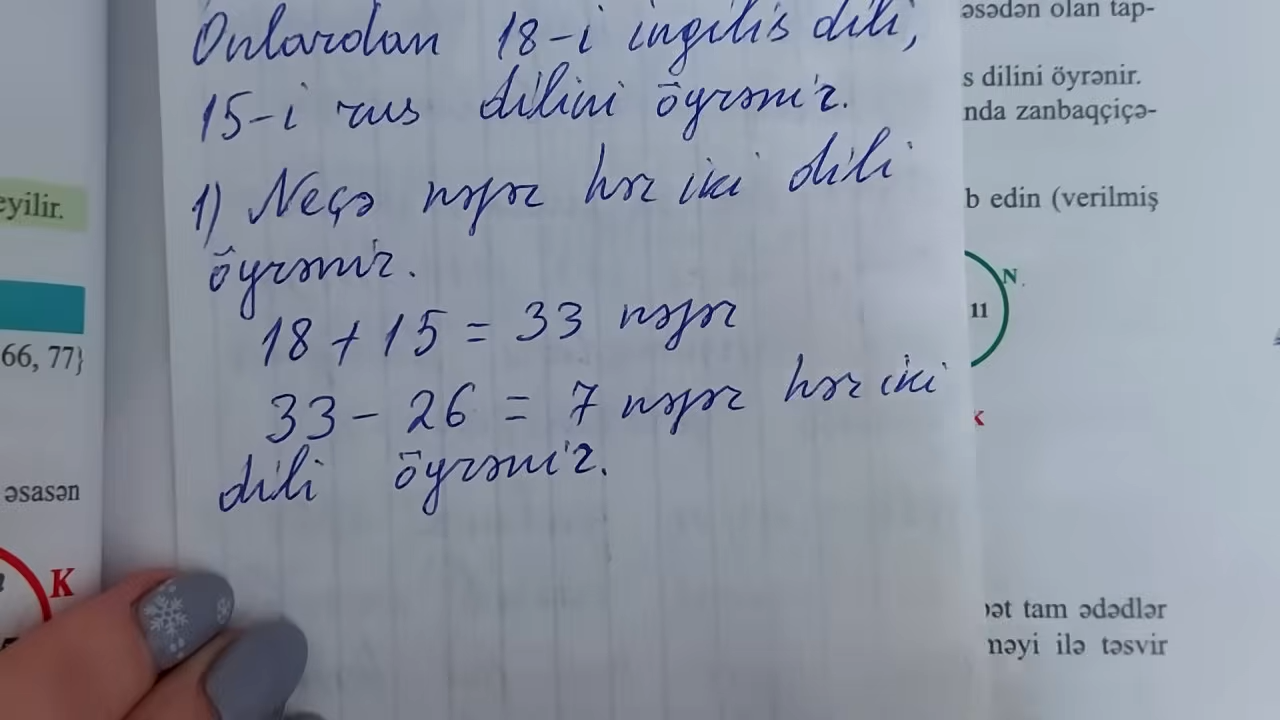 Onlardan 18-i ingilis dili,
15-i rus dilini öyrənir.
1) Neçə nəfər hər iki dili
öyrənir.
18 + 15 = 33 nəfər
33 - 26 = 7 nəfər hər iki
dili öyrənir.
eyilir.
66, 77}
əsasən
K
əsədən olan tap-
s dilini öyrənir.
nda zanbaqçiçə-
b edin (verilmiş
N
11
K
ət tam ədədlər
məyi ilə təsvir